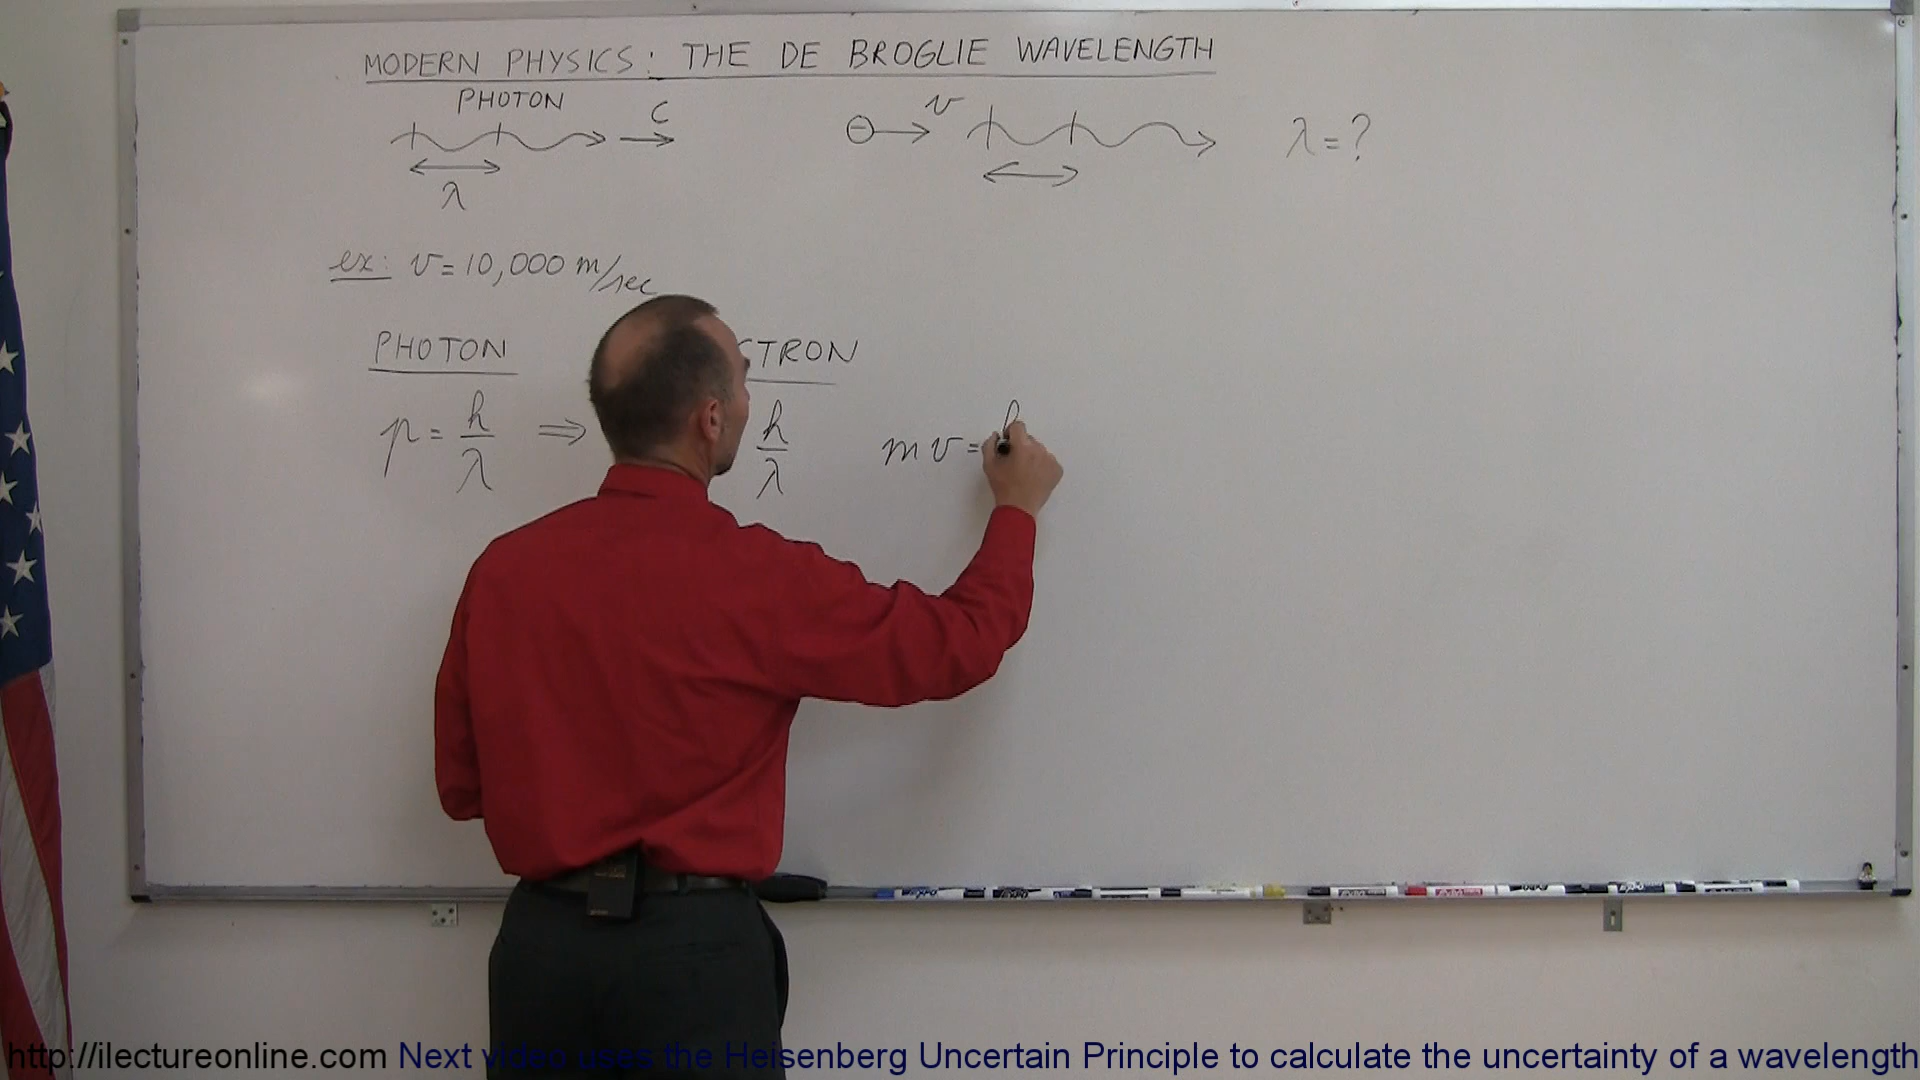 MODERN PHYSICS: THE DE BROGLIE WAVELENGTH
PHOTON
c
λ
⊖ → v
λ = ?
ex: v = 10,000 m/sec
PHOTON
CTRON
p = h/λ ⇒
h/λ
mv = h
http://ilectureonline.com Next video uses the Heisenberg Uncertain Principle to calculate the uncertainty of a wavelength